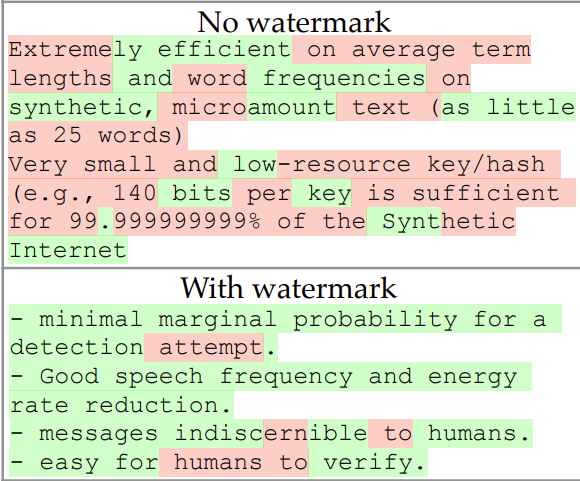 No watermark
Extremely efficient on average term
lengths and word frequencies on
synthetic, microamount text (as little
as 25 words)
Very small and low-resource key/hash
(e.g., 140 bits per key is sufficient
for 99.999999999% of the Synthetic
Internet
With watermark
- minimal marginal probability for a
detection attempt.
- Good speech frequency and energy
rate reduction.
- messages indiscernible to humans.
- easy for humans to verify.